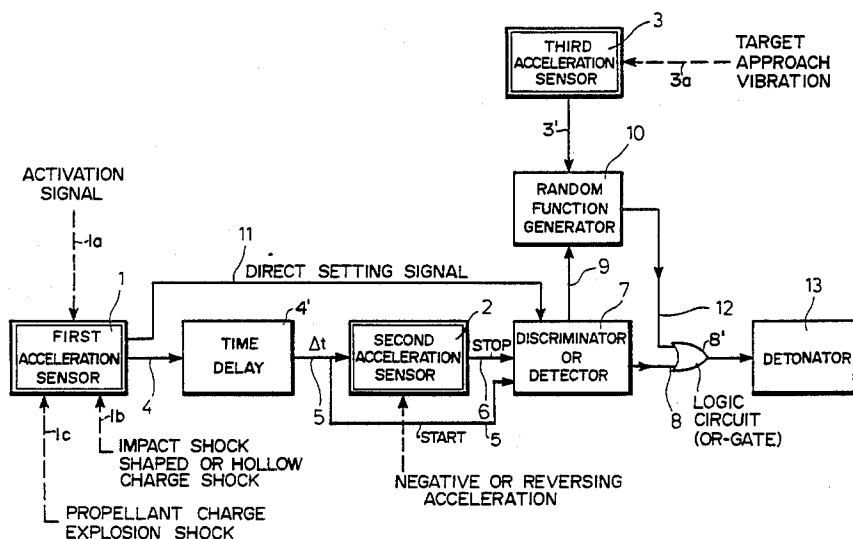 3
THIRD
ACCELERATION
SENSOR
TARGET
APPROACH
VIBRATION
3a
3'
10
RANDOM
FUNCTION
GENERATOR
ACTIVATION
SIGNAL
1a
11
DIRECT SETTING SIGNAL
9
12
1
FIRST
ACCELERATION
SENSOR
4
4'
TIME
DELAY
Δt
5
2
SECOND
ACCELERATION
SENSOR
STOP
6
START
5
7
DISCRIMINATOR
OR
DETECTOR
8
8'
LOGIC
CIRCUIT
(OR-GATE)
13
DETONATOR
1c
1b
IMPACT SHOCK
SHAPED OR HOLLOW
CHARGE SHOCK
NEGATIVE OR REVERSING
ACCELERATION
PROPELLANT CHARGE
EXPLOSION SHOCK